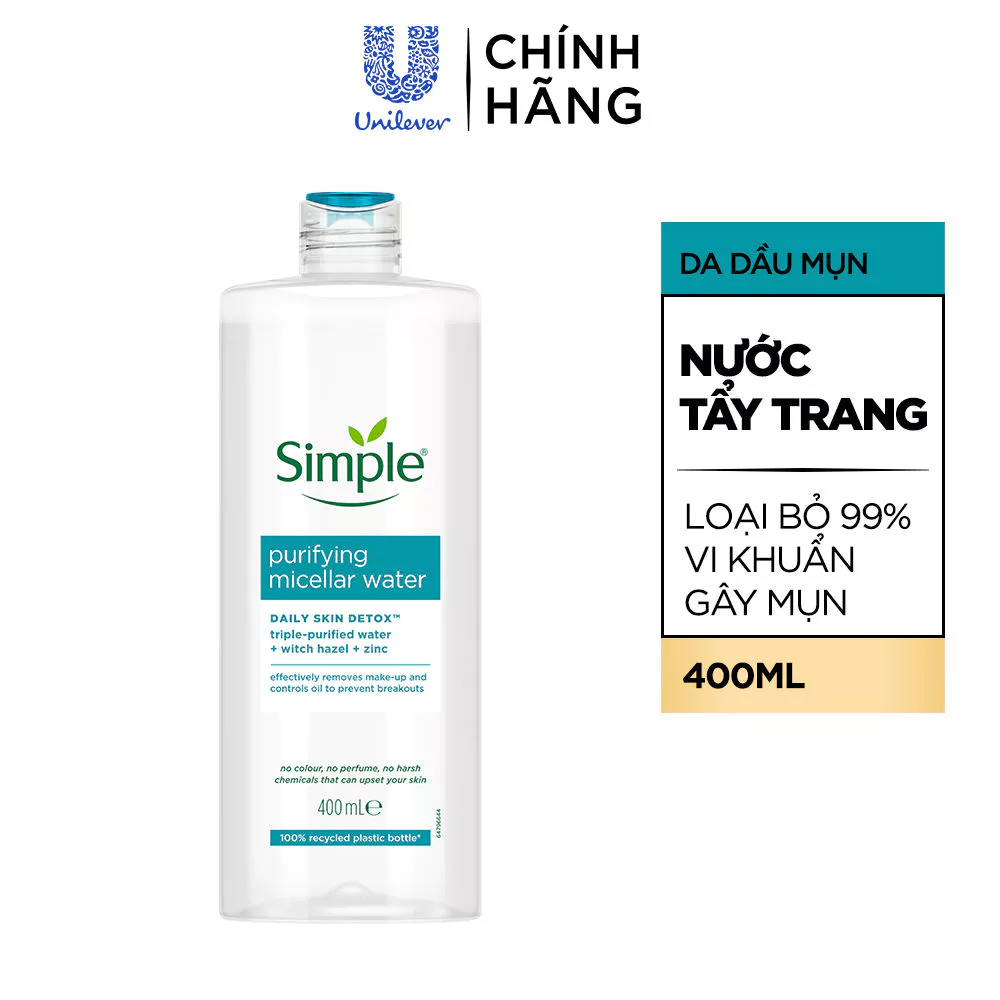 Unilever
CHÍNH
HÃNG
Simple®
purifying
micellar water
DAILY SKIN DETOX™
triple-purified water
+ witch hazel + zinc
effectively removes make-up and
controls oil to prevent breakouts
no colour, no perfume, no harsh
chemicals that can upset your skin
400 mL℮
100% recycled plastic bottle*
64796644
DA DẦU MỤN
NƯỚC
TẨY TRANG
LOẠI BỎ 99%
VI KHUẨN
GÂY MỤN
400ML